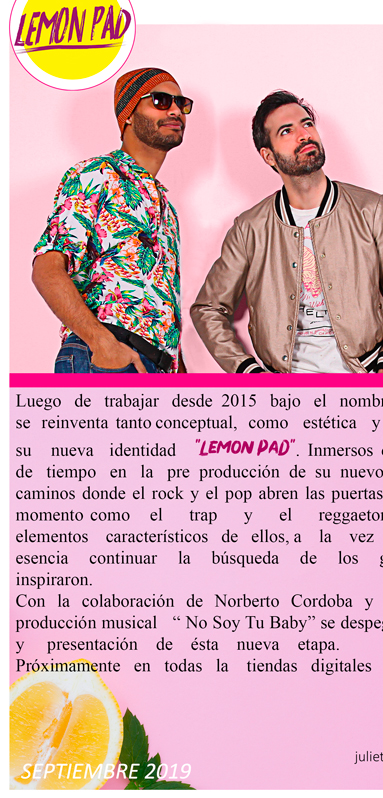 LEMON PAD
Luego de trabajar desde 2015 bajo el nombr
se reinventa tanto conceptual, como estética y
su nueva identidad "LEMON PAD". Inmersos
de tiempo en la pre producción de su nuevo
caminos donde el rock y el pop abren las puertas
momento como el trap y el reggaeton
elementos característicos de ellos, a la vez
esencia continuar la búsqueda de los g
inspiraron.
Con la colaboración de Norberto Cordoba y
producción musical “ No Soy Tu Baby” se despeg
y presentación de ésta nueva etapa.
Próximamente en todas la tiendas digitales
juliet
SEPTIEMBRE 2019